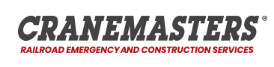 CRANEMASTERS®
RAILROAD EMERGENCY AND CONSTRUCTION SERVICES